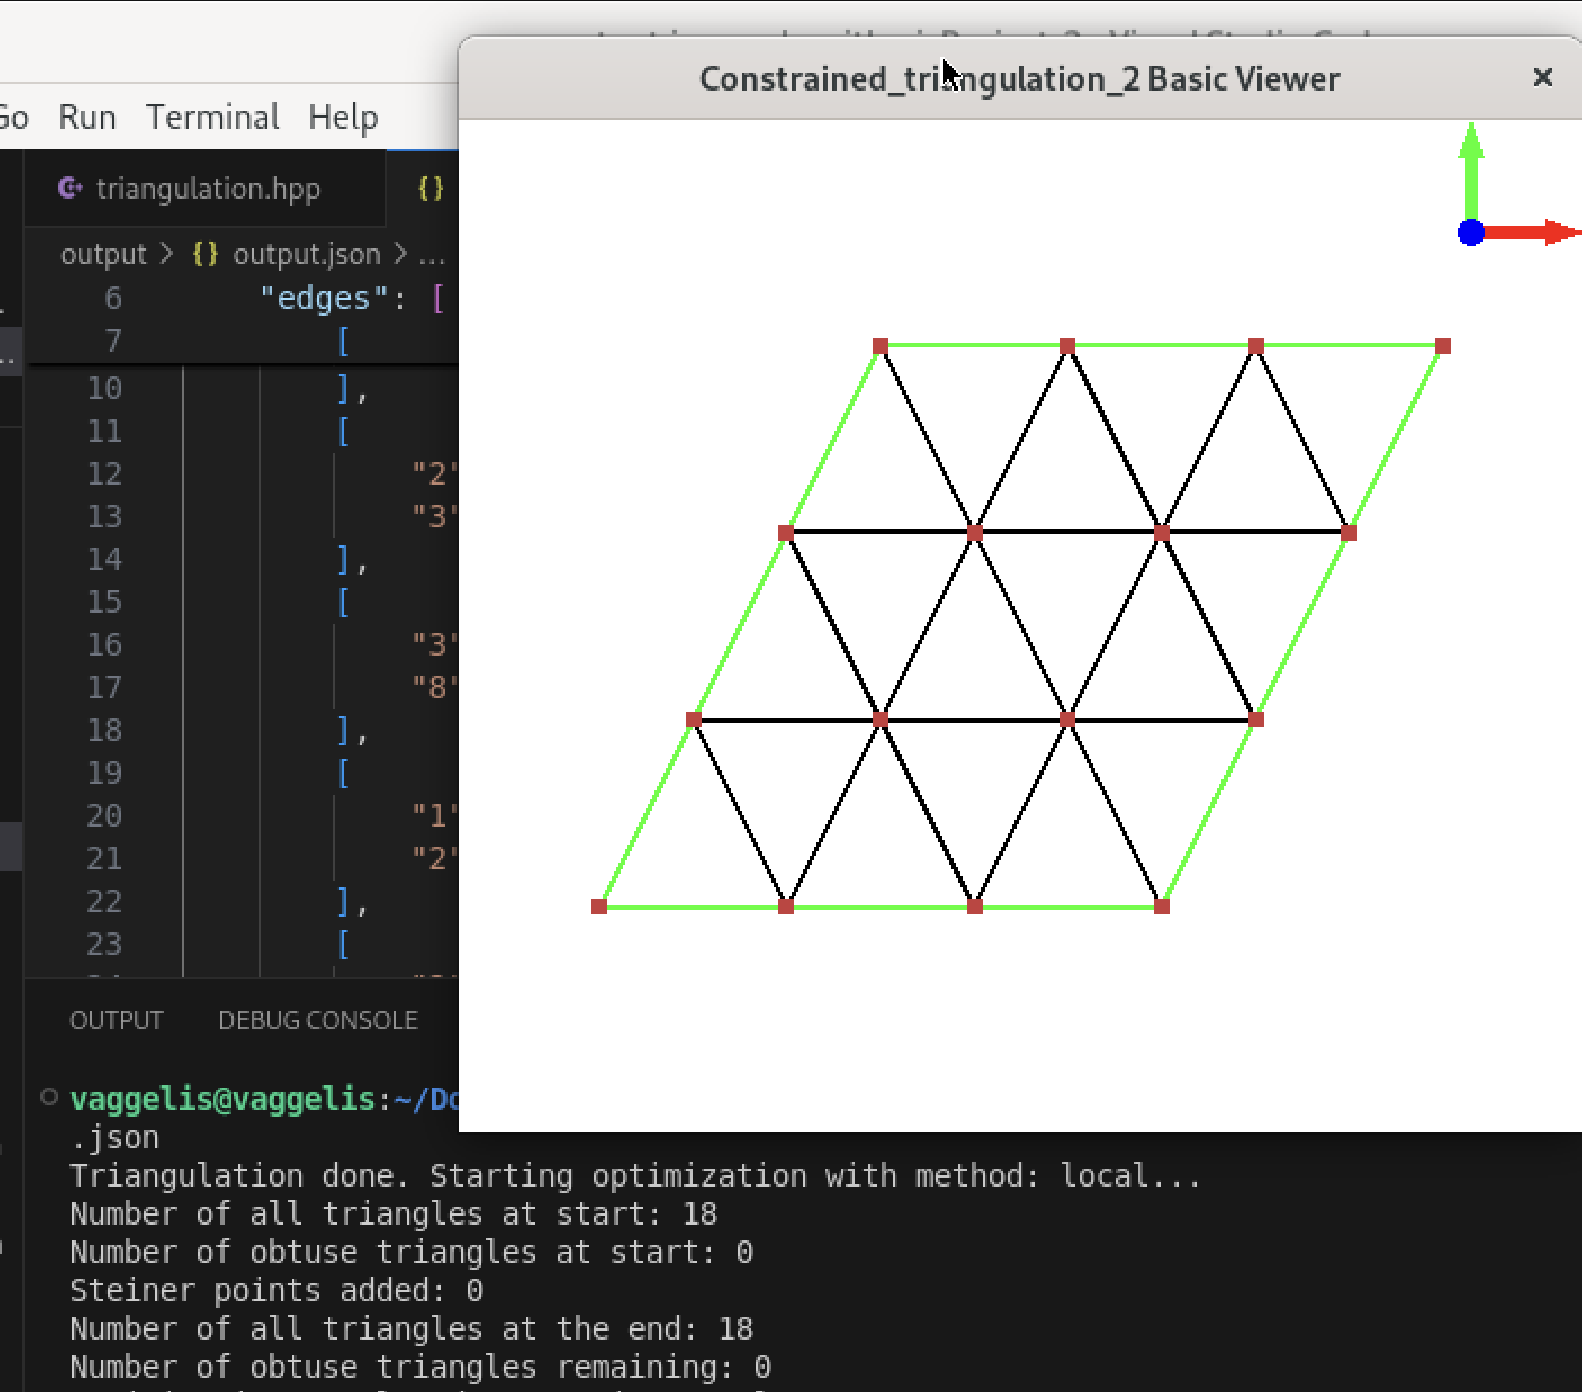 Constrained_triangulation_2 Basic Viewer
Go Run Terminal Help
triangulation.hpp {}
output > {} output.json > ...
6 "edges": [
7 [
10 ],
11 [
12 "2"
13 "3"
14 ],
15 [
16 "3"
17 "8"
18 ],
19 [
20 "1"
21 "2"
22 ],
23 [
OUTPUT DEBUG CONSOLE
vaggelis@vaggelis:~/Do
.json
Triangulation done. Starting optimization with method: local...
Number of all triangles at start: 18
Number of obtuse triangles at start: 0
Steiner points added: 0
Number of all triangles at the end: 18
Number of obtuse triangles remaining: 0